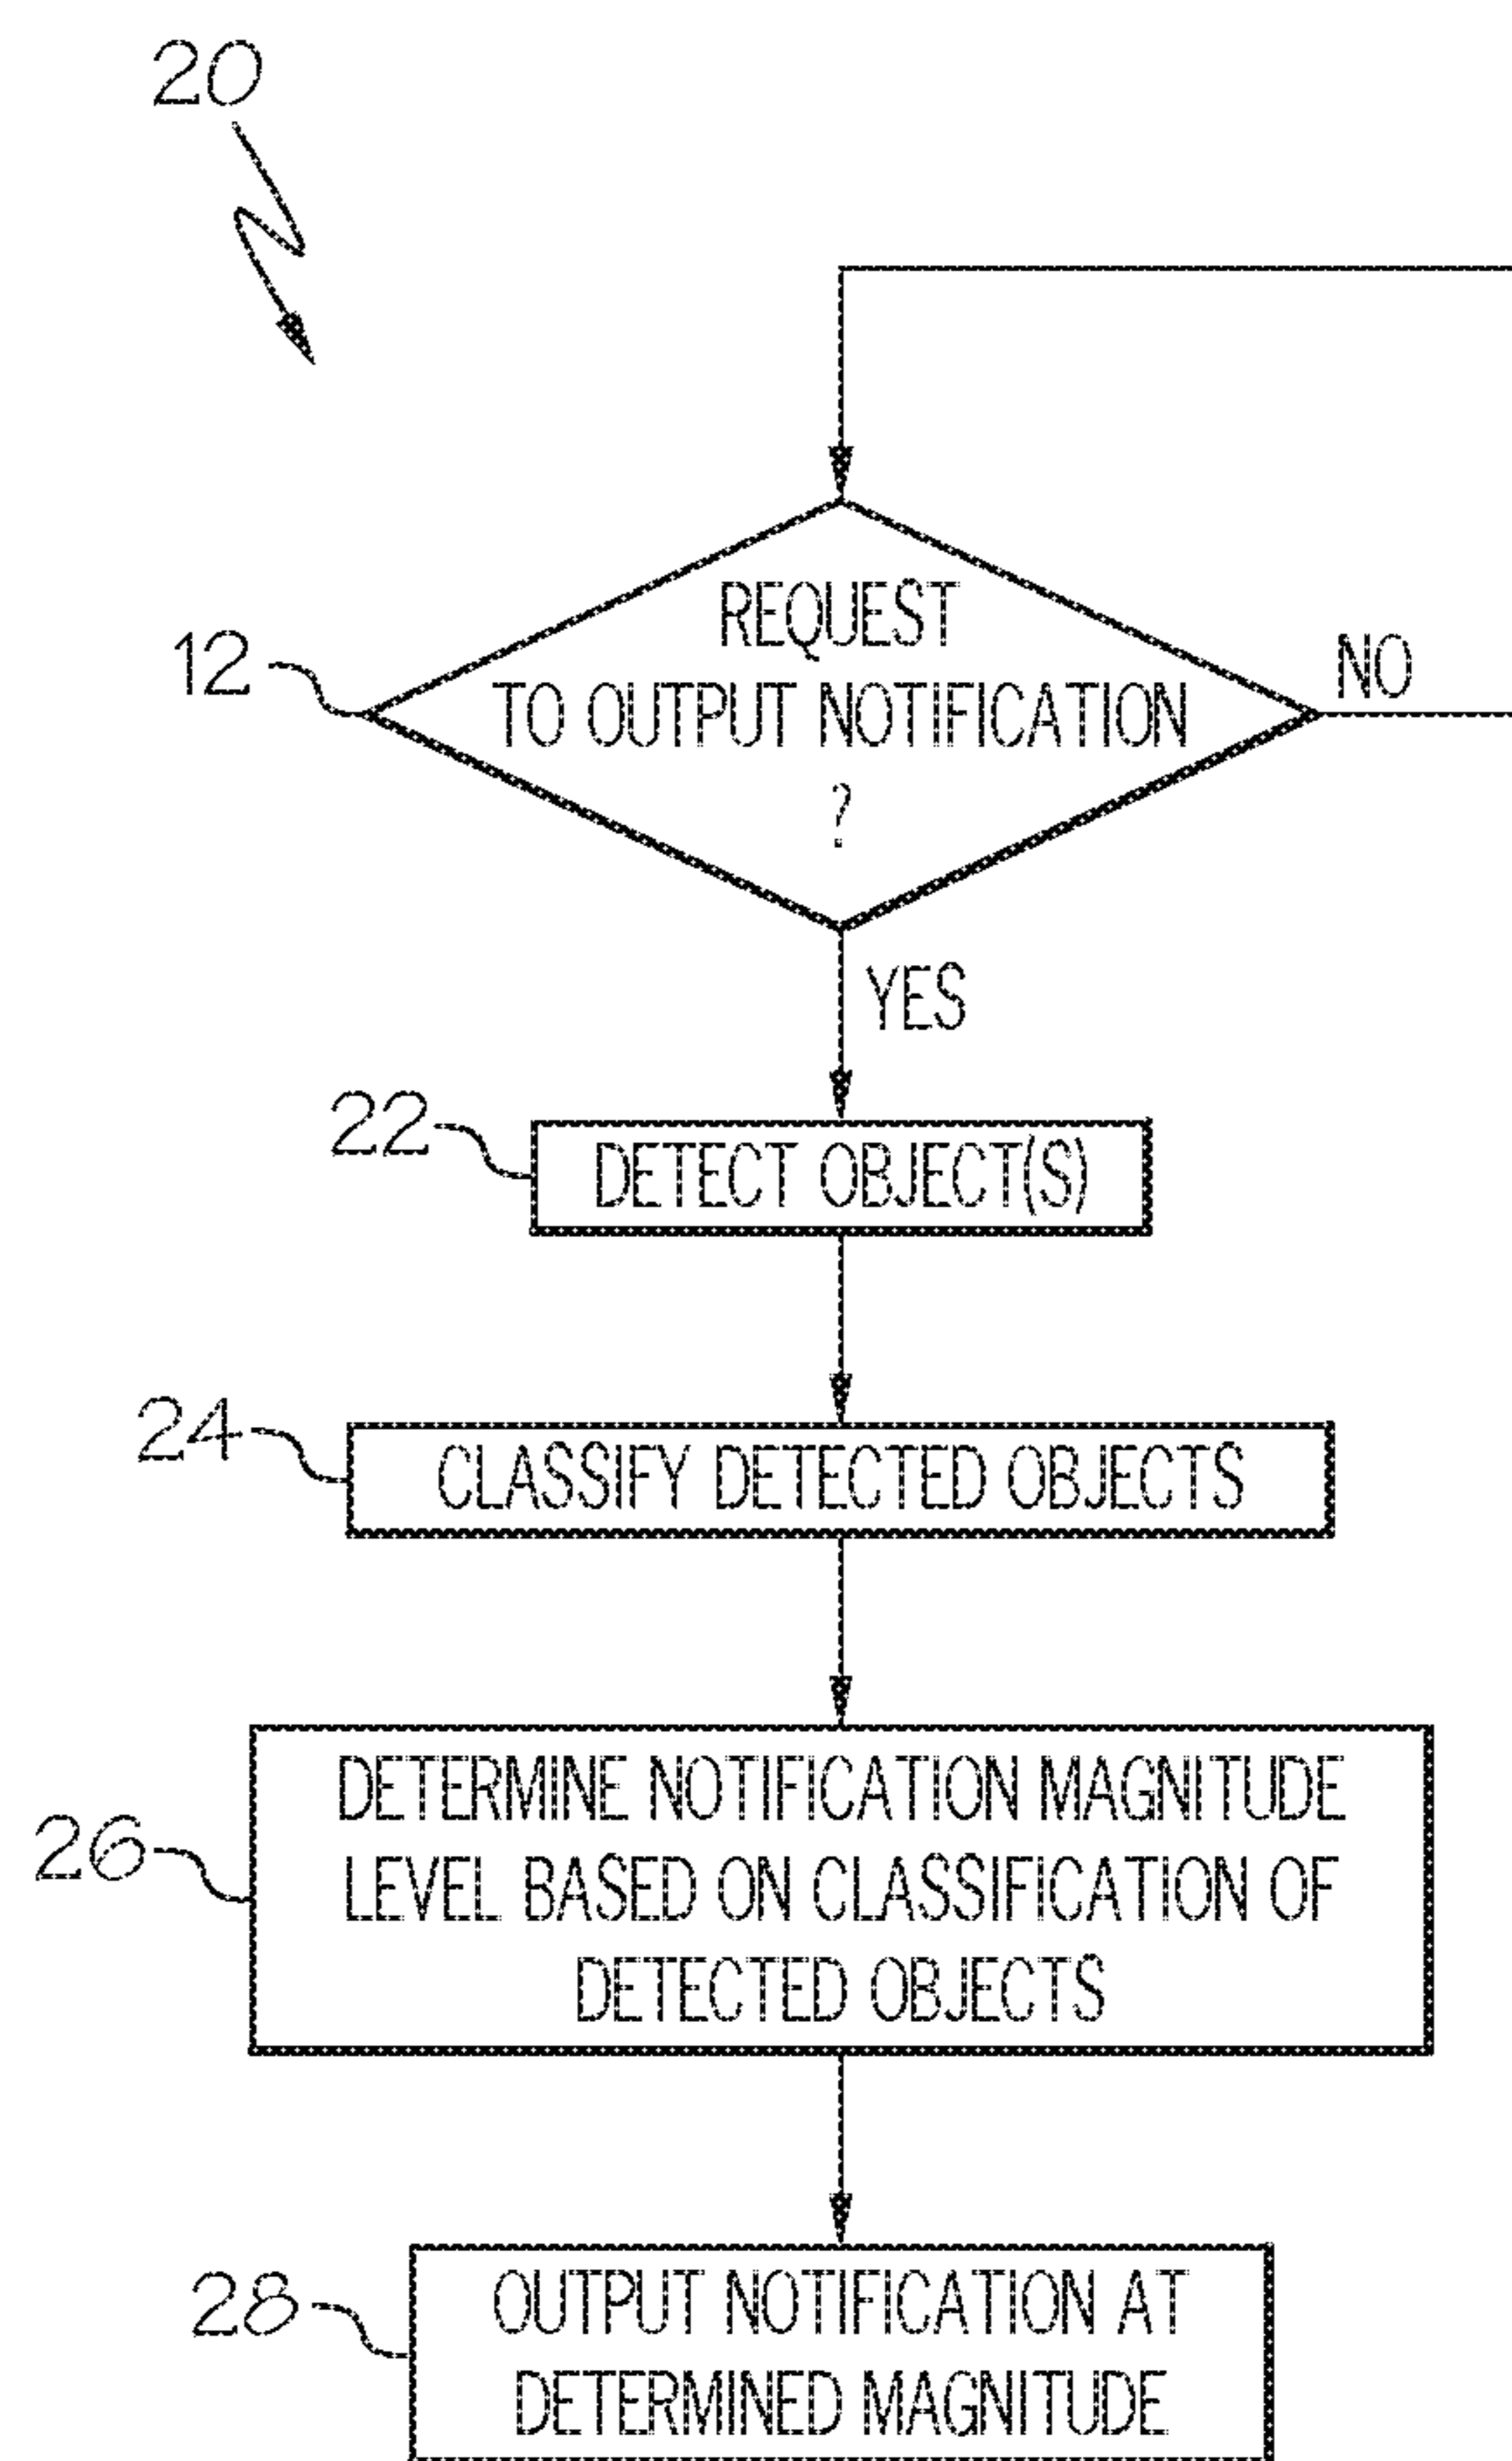 20
REQUEST
TO OUTPUT NOTIFICATION
?
12
NO
YES
22
DETECT OBJECT(S)
24
CLASSIFY DETECTED OBJECTS
26
DETERMINE NOTIFICATION MAGNITUDE
LEVEL BASED ON CLASSIFICATION OF
DETECTED OBJECTS
28
OUTPUT NOTIFICATION AT
DETERMINED MAGNITUDE